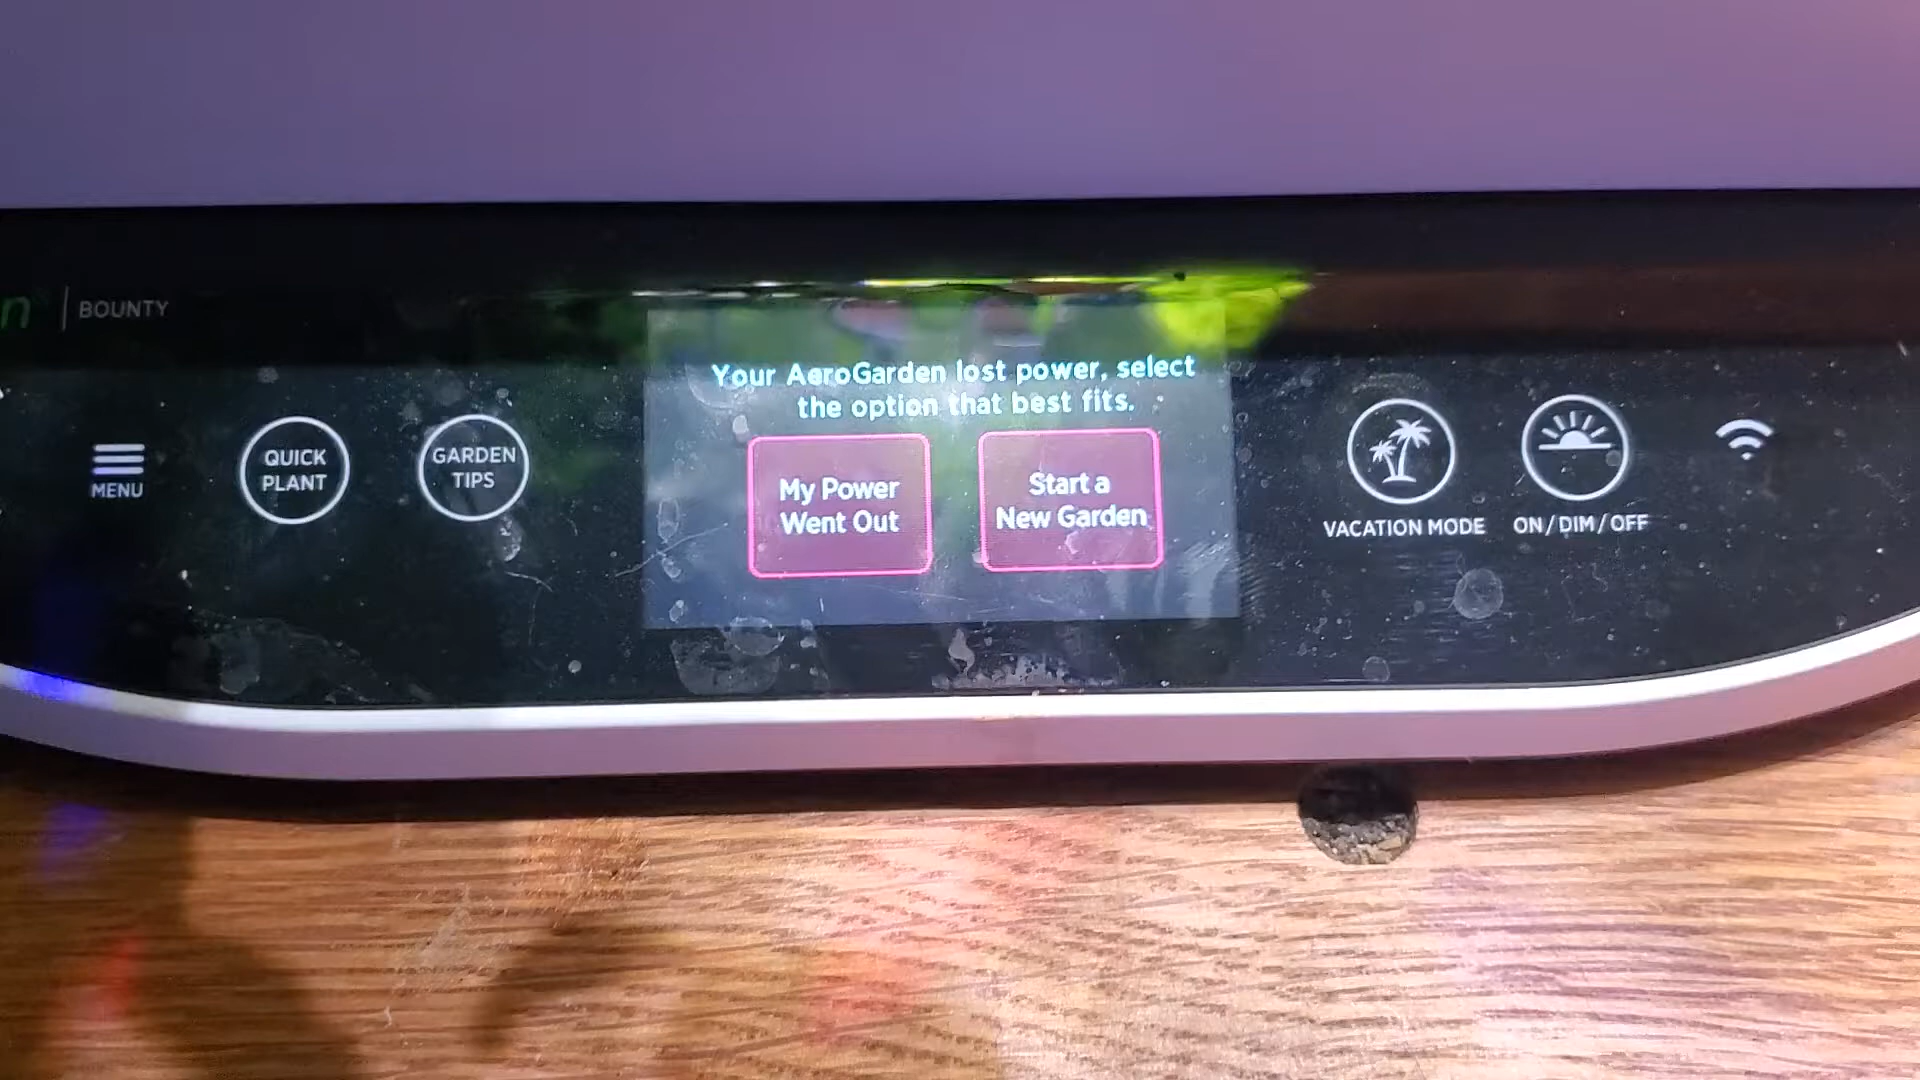 n | BOUNTY
Your AeroGarden lost power, select
the option that best fits.
MENU
QUICK
PLANT
GARDEN
TIPS
My Power
Went Out
Start a
New Garden
VACATION MODE
ON / DIM / OFF